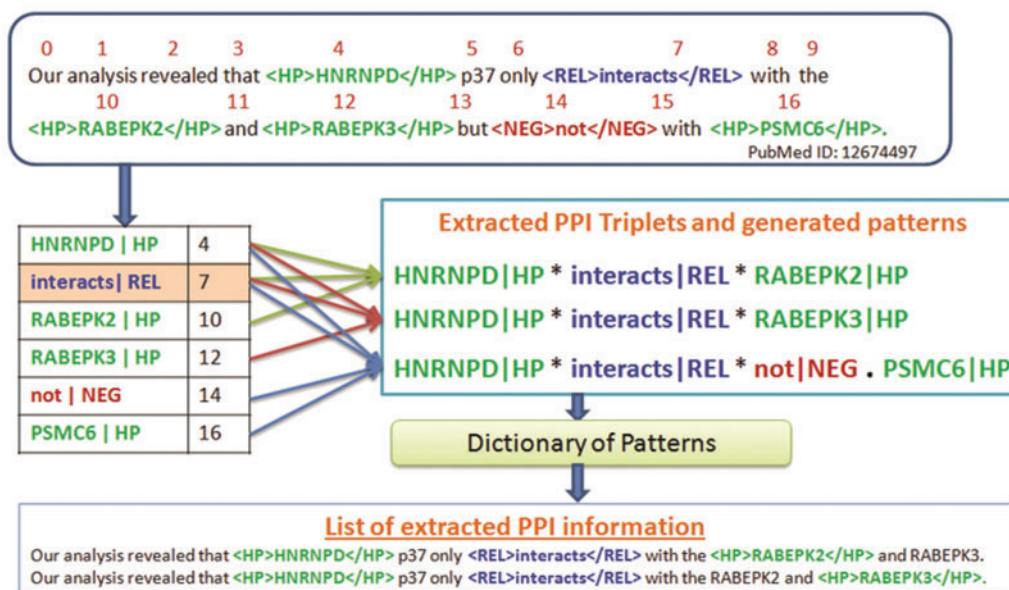 0 1 2 3 4 5 6 7 8 9
Our analysis revealed that <HP>HNRNPD</HP> p37 only <REL>interacts</REL> with the
10 11 12 13 14 15 16
<HP>RABEPK2</HP> and <HP>RABEPK3</HP> but <NEG>not</NEG> with <HP>PSMC6</HP>.
PubMed ID: 12674497
HNRNPD | HP 4
interacts| REL 7
RABEPK2 | HP 10
RABEPK3 | HP 12
not | NEG 14
PSMC6 | HP 16
Extracted PPI Triplets and generated patterns
HNRNPD|HP * interacts|REL * RABEPK2|HP
HNRNPD|HP * interacts|REL * RABEPK3|HP
HNRNPD|HP * interacts|REL * not|NEG . PSMC6|HP
Dictionary of Patterns
List of extracted PPI information
Our analysis revealed that <HP>HNRNPD</HP> p37 only <REL>interacts</REL> with the <HP>RABEPK2</HP> and RABEPK3.
Our analysis revealed that <HP>HNRNPD</HP> p37 only <REL>interacts</REL> with the RABEPK2 and <HP>RABEPK3</HP>.